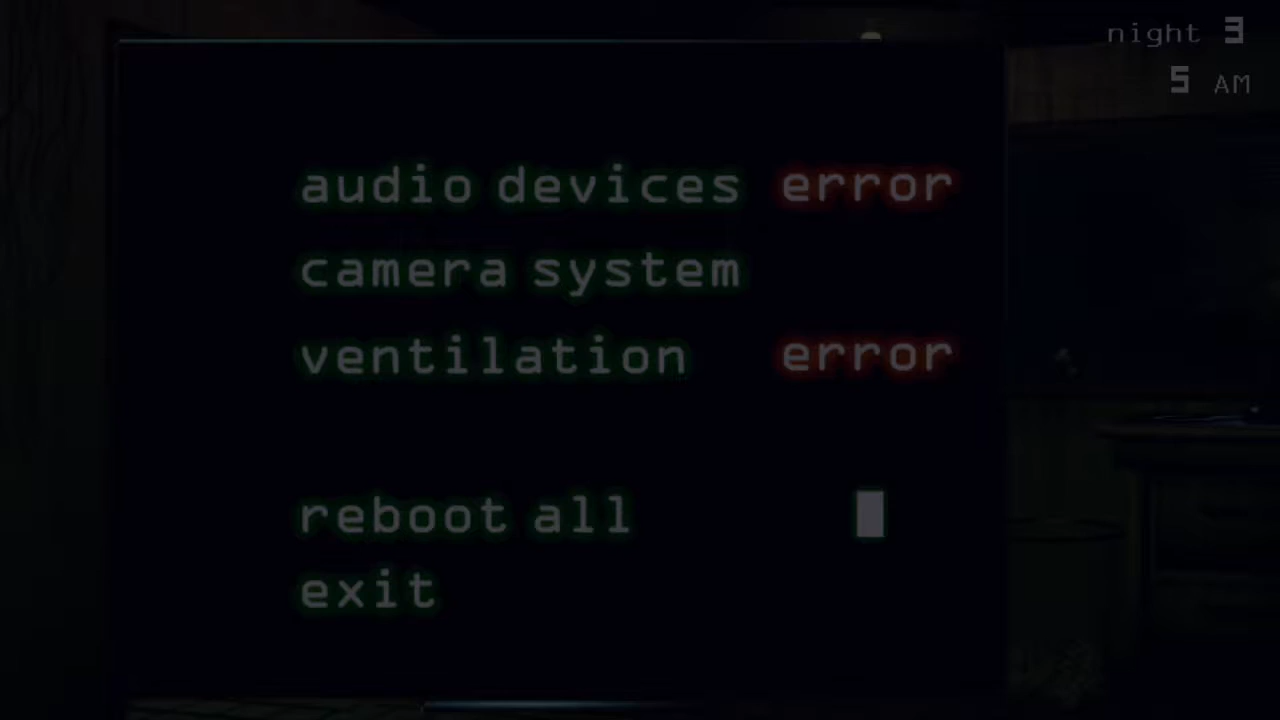 night 3
5 AM
audio devices error
camera system
ventilation error
reboot all
exit